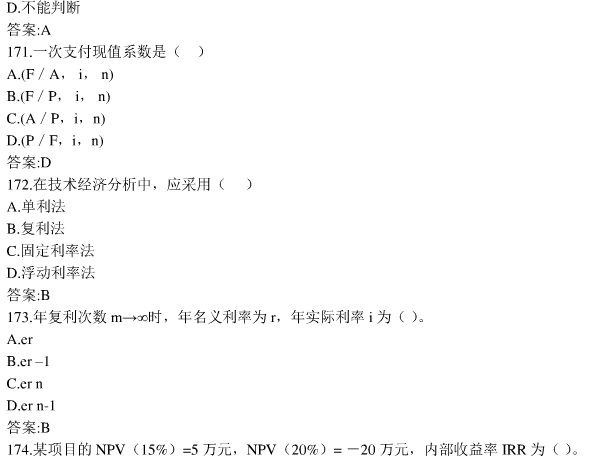 D.不能判断
答案:A
171.一次支付现值系数是（ ）
A.(F／A， i， n)
B.(F／P， i， n)
C.(A／P，i，n)
D.(P／F，i，n)
答案:D
172.在技术经济分析中，应采用（ ）
A.单利法
B.复利法
C.固定利率法
D.浮动利率法
答案:B
173.年复利次数 m→∞时，年名义利率为 r，年实际利率 i 为（ ）。
A.er
B.er –1
C.er n
D.er n-1
答案:B
174.某项目的 NPV（15%）=5 万元，NPV（20%）= －20 万元，内部收益率 IRR 为（ ）。